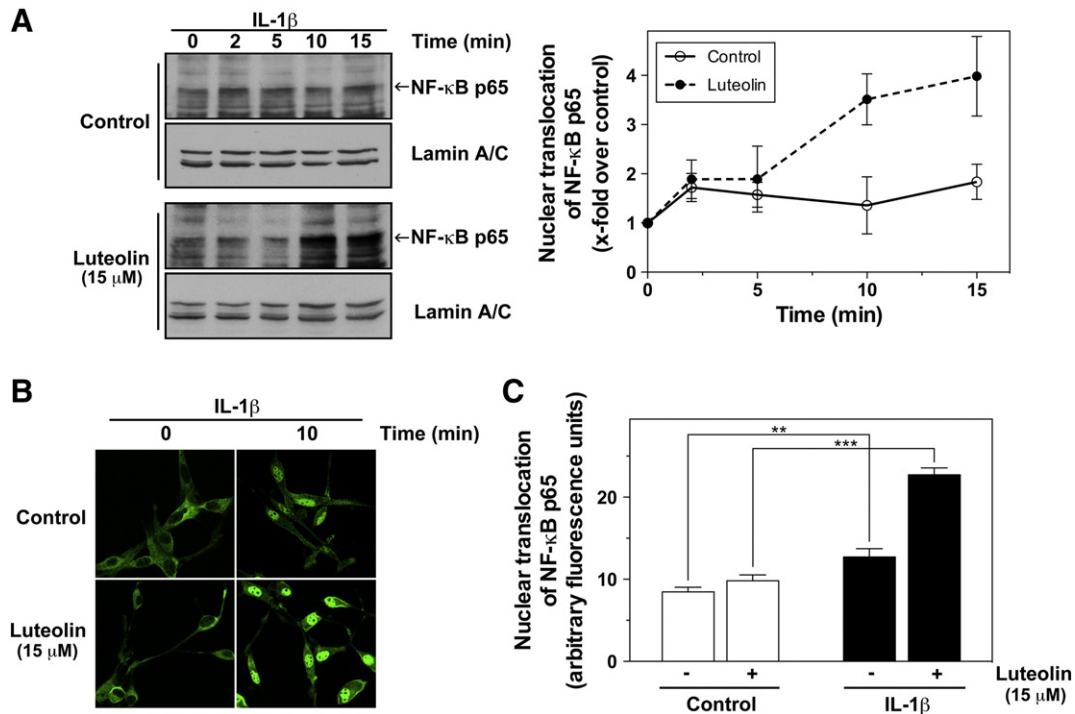 A
IL-1β
0 2 5 10 15 Time (min)
Control
←NF-κB p65
Lamin A/C
Luteolin
(15 μM)
←NF-κB p65
Lamin A/C
Nuclear translocation
of NF-κB p65
(x-fold over control)
4
3
2
1
0
Control
Luteolin
0 5 10 15
Time (min)
B
IL-1β
0 10 Time (min)
Control
Luteolin
(15 μM)
C
Nuclear translocation
of NF-κB p65
(arbitrary fluorescence units)
20
10
0
**
***
- + - + Luteolin
(15 μM)
Control IL-1β